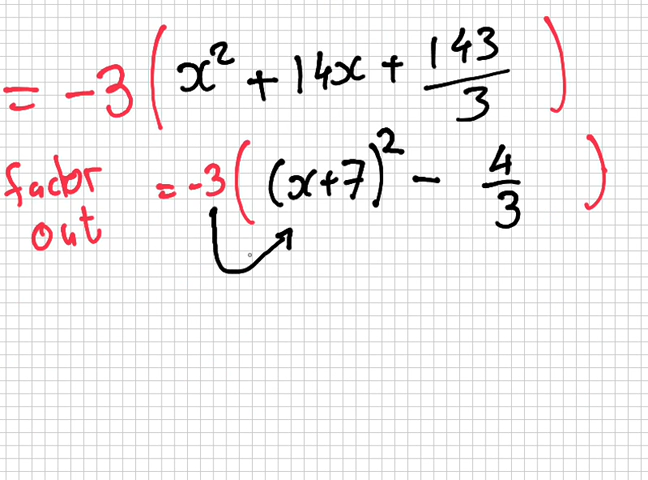 = -3 ( x² + 14x + 143/3 )
factor out = -3 ( (x+7)² - 4/3 )